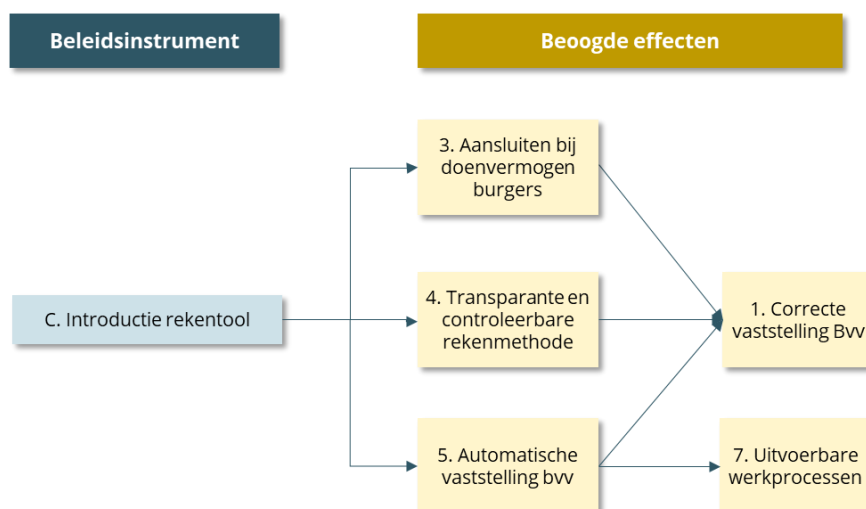 Beleidsinstrument
Beoogde effecten
3. Aansluiten bij
doenvermogen
burgers
C. Introductie rekentool
4. Transparante en
controleerbare
rekenmethode
1. Correcte
vaststelling Bvv
5. Automatische
vaststelling bvv
7. Uitvoerbare
werkprocessen